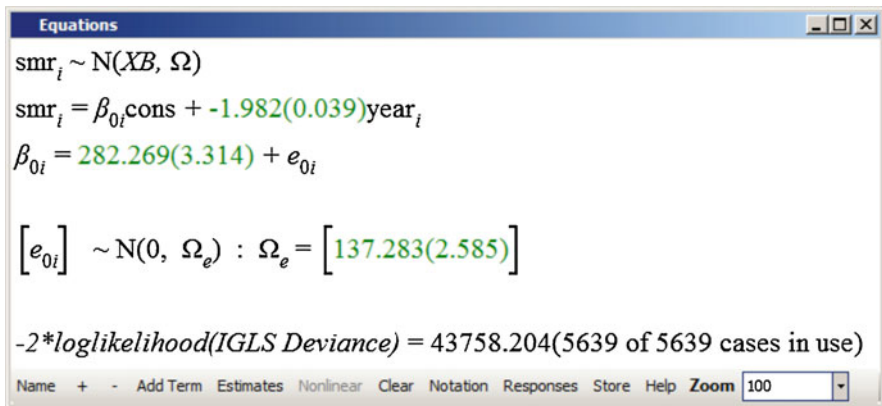 Equations
smr_i ~ N(XB, Ω)
smr_i = β_0i cons + -1.982(0.039)year_i
β_0i = 282.269(3.314) + e_0i
[e_0i] ~ N(0, Ω_e) : Ω_e = [137.283(2.585)]
-2*loglikelihood(IGLS Deviance) = 43758.204(5639 of 5639 cases in use)
Name + - Add Term Estimates Nonlinear Clear Notation Responses Store Help Zoom 100